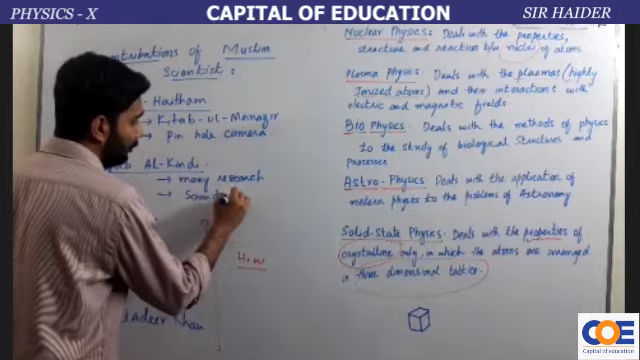 PHYSICS - X
CAPITAL OF EDUCATION
SIR HAIDER
of Muslim
Scientist :
Haitham
→ Kitab-ul-Manazir
→ Pin hole camera
AL-Kindi
→ many research
→ Sound
How
Qadeer Khan
Nuclear Physics: Deals with the properties,
structure and reaction b/w nuclei of atoms
Plasma Physics. Deals with the plasmas (highly
Ionized atoms) and their interactions with
electric and magnetic fields.
Bio Physics. Deals with the methods of physics
to the study of biological structures and
Processes
Astro-Physics. Deals with the application of
modern physics to the problems of Astronomy
Solid-State Physics. Deals with the properties of
crystalline only, in which the atoms are arranged
three dimensional lattice.
COE
Capital of education